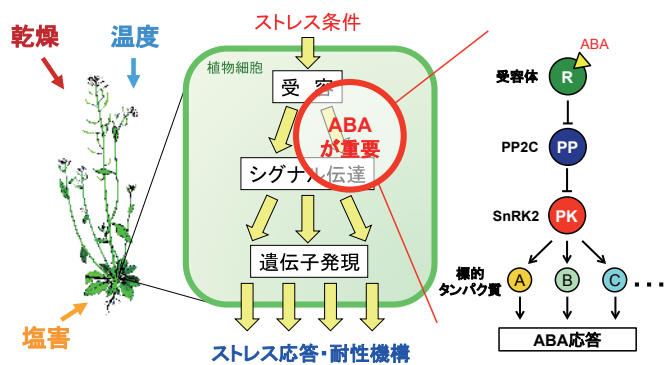 乾燥
温度
塩害
ストレス条件
植物細胞
受 容
ABA
が重要
シグナル伝達
遺伝子発現
ストレス応答・耐性機構
ABA
受容体
R
PP2C
PP
SnRK2
PK
標的
タンパク質
A
B
C
・・・
ABA応答